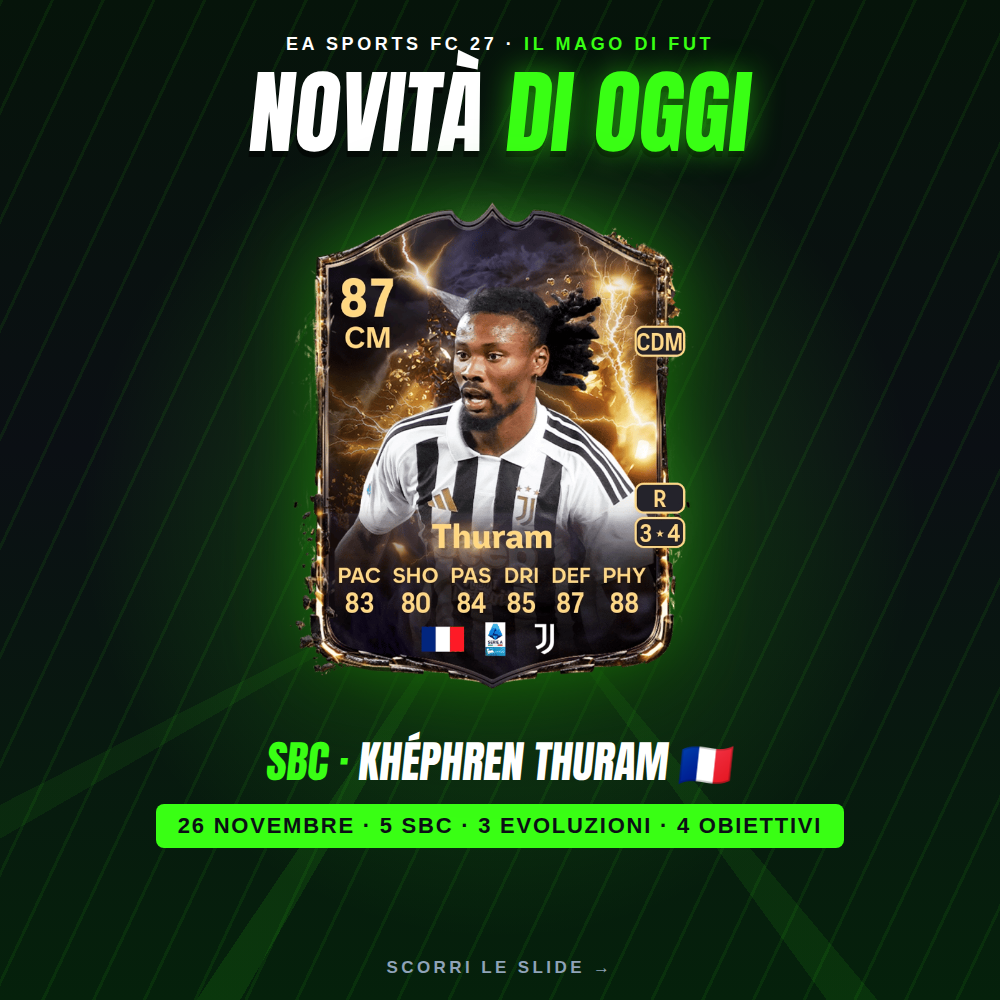 EA SPORTS FC 27 · IL MAGO DI FUT
NOVITÀ DI OGGI
87
CM
CDM
R
3 ★ 4
Thuram
PAC SHO PAS DRI DEF PHY
83 80 84 85 87 88
SBC · KHÉPHREN THURAM 🇫🇷
26 NOVEMBRE · 5 SBC · 3 EVOLUZIONI · 4 OBIETTIVI
SCORRI LE SLIDE →